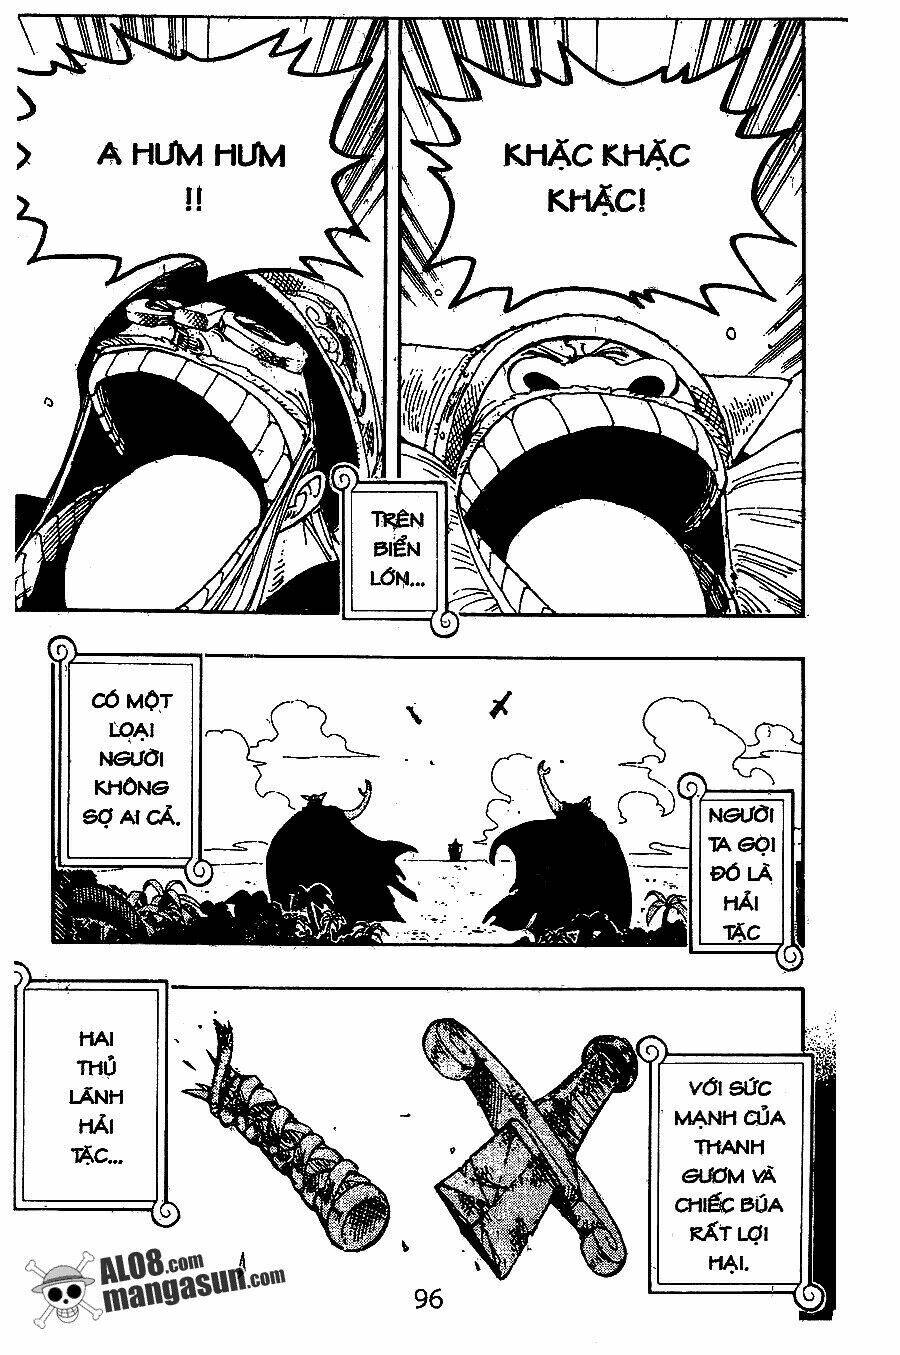 KHẶC KHẶC
KHẶC!
A HƯM HƯM
!!
TRÊN
BIỂN
LỚN...
CÓ MỘT
LOẠI
NGƯỜI
KHÔNG
SỢ AI CẢ.
NGƯỜI
TA GỌI
ĐÓ LÀ
HẢI
TẶC
HAI
THỦ
LÃNH
HẢI
TẶC...
VỚI SỨC
MẠNH CỦA
THANH
GƯƠM VÀ
CHIẾC BÚA
RẤT LỢI
HẠI.
AL08.com
mangasun.com
96